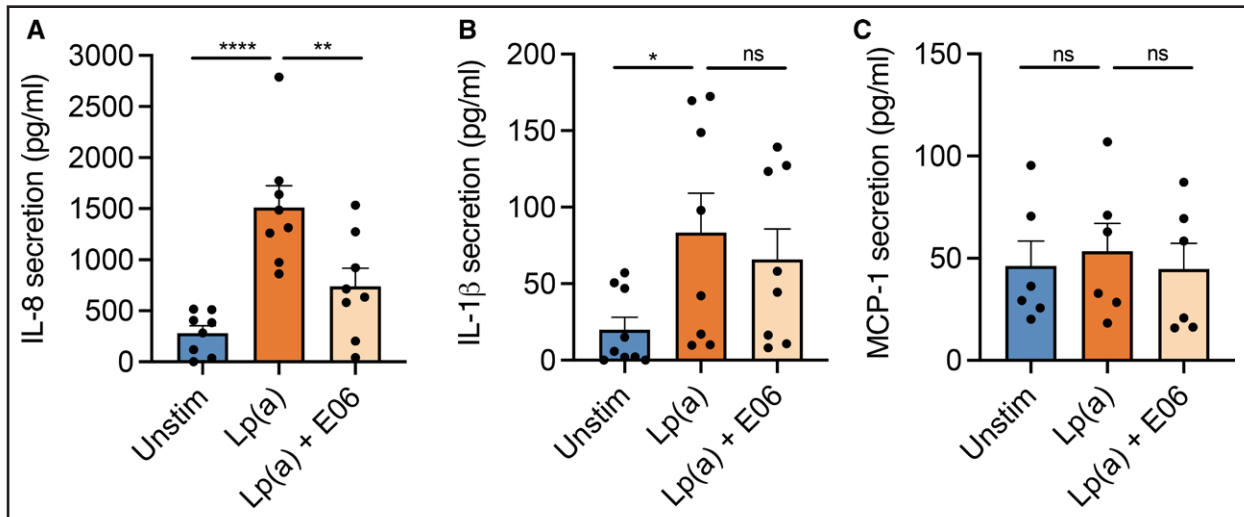 A
IL-8 secretion (pg/ml)
3000
2500
2000
1500
1000
500
0
****
**
Unstim
Lp(a)
Lp(a) + E06
B
IL-1β secretion (pg/ml)
200
150
100
50
0
*
ns
Unstim
Lp(a)
Lp(a) + E06
C
MCP-1 secretion (pg/ml)
150
100
50
0
ns
ns
Unstim
Lp(a)
Lp(a) + E06